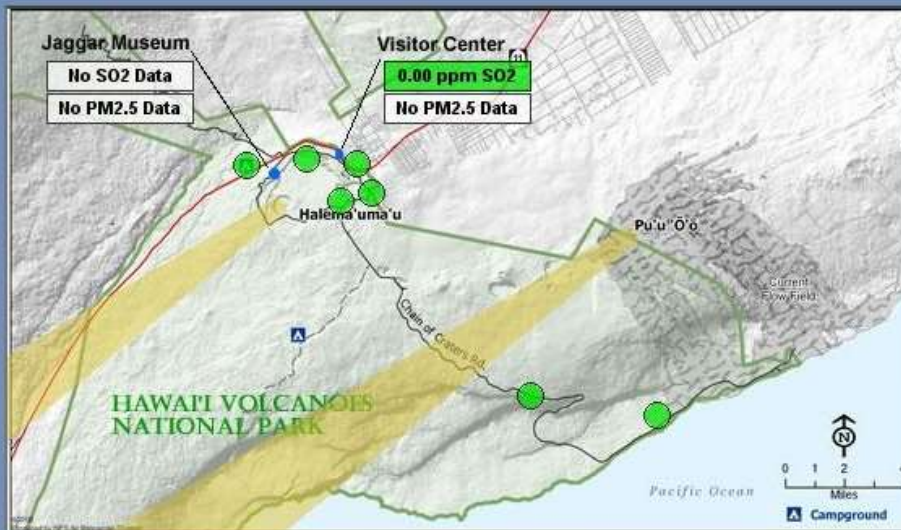 Jaggar Museum
No SO2 Data
No PM2.5 Data
Visitor Center
0.00 ppm SO2
No PM2.5 Data
11
Halema'uma'u
Pu'u 'Ō'ō
Current
Flow Field
Chain of Craters Rd.
HAWAI'I VOLCANOES
NATIONAL PARK
N
0 1 2 4
Miles
Pacific Ocean
Campground